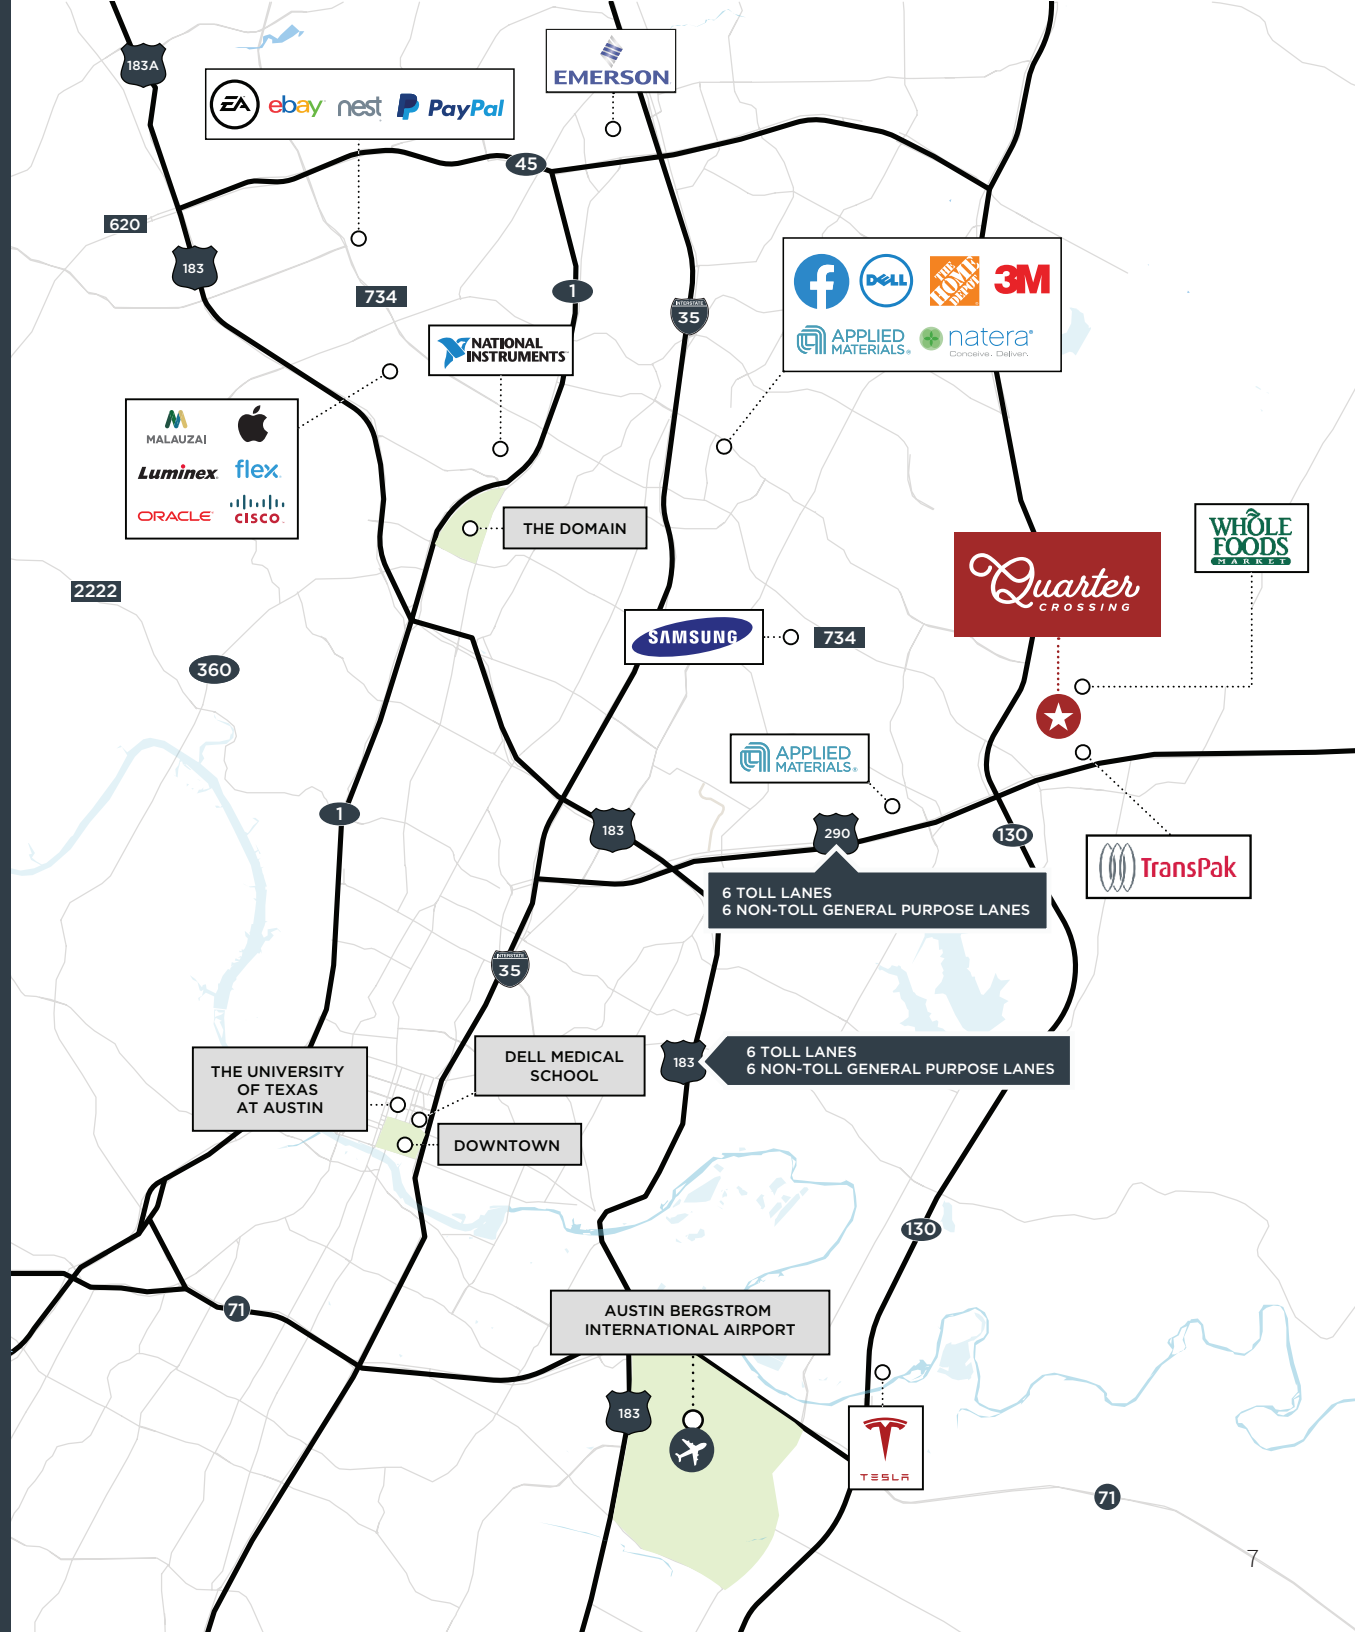 183A
EA ebay nest PayPal
EMERSON
45
620
183
734
1
INTERSTATE
35
DELL THE HOME DEPOT 3M
APPLIED MATERIALS® natera®
Conceive. Deliver.
NATIONAL
INSTRUMENTS
MALAUZAI
Luminex flex
ORACLE CISCO
THE DOMAIN
2222
360
SAMSUNG
734
Quarter
CROSSING
WHOLE
FOODS
MARKET
APPLIED
MATERIALS®
1
183
290
130
6 TOLL LANES
6 NON-TOLL GENERAL PURPOSE LANES
TransPak
INTERSTATE
35
THE UNIVERSITY
OF TEXAS
AT AUSTIN
DELL MEDICAL
SCHOOL
183
6 TOLL LANES
6 NON-TOLL GENERAL PURPOSE LANES
DOWNTOWN
130
71
AUSTIN BERGSTROM
INTERNATIONAL AIRPORT
183
TESLA
71
7